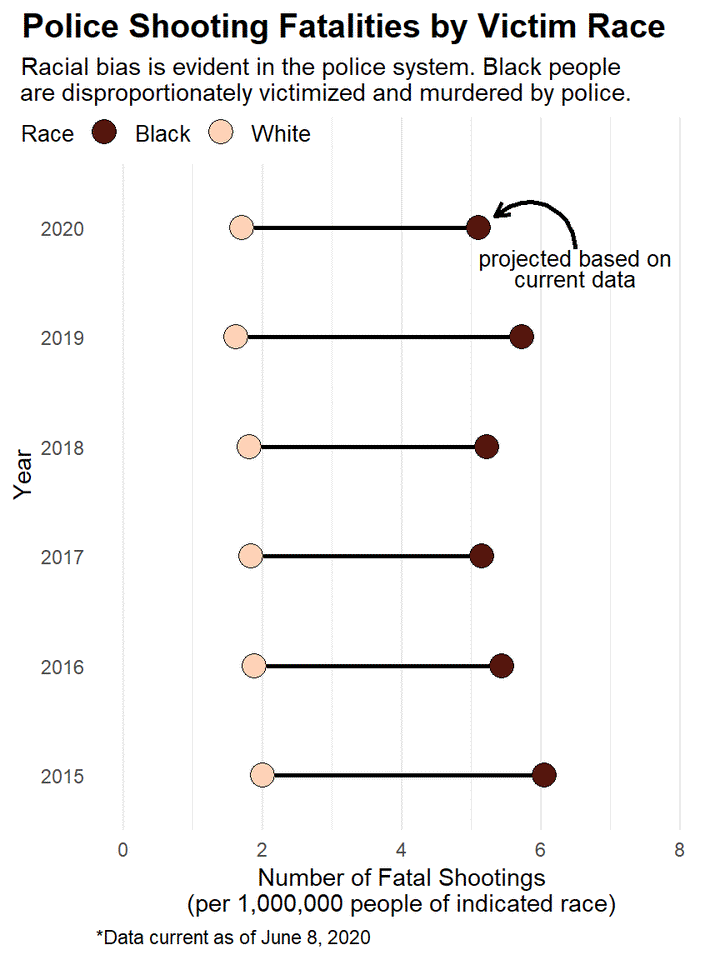 Police Shooting Fatalities by Victim Race
Racial bias is evident in the police system. Black people
are disproportionately victimized and murdered by police.
Race Black White
2020
projected based on
current data
2019
2018
Year
2017
2016
2015
0 2 4 6 8
Number of Fatal Shootings
(per 1,000,000 people of indicated race)
*Data current as of June 8, 2020